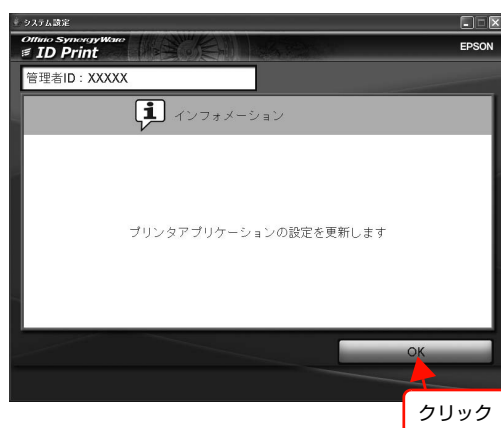 システム設定
Offirio SynergyWare
ID Print
EPSON
管理者ID：XXXXX
インフォメーション
プリンタアプリケーションの設定を更新します
OK
クリック